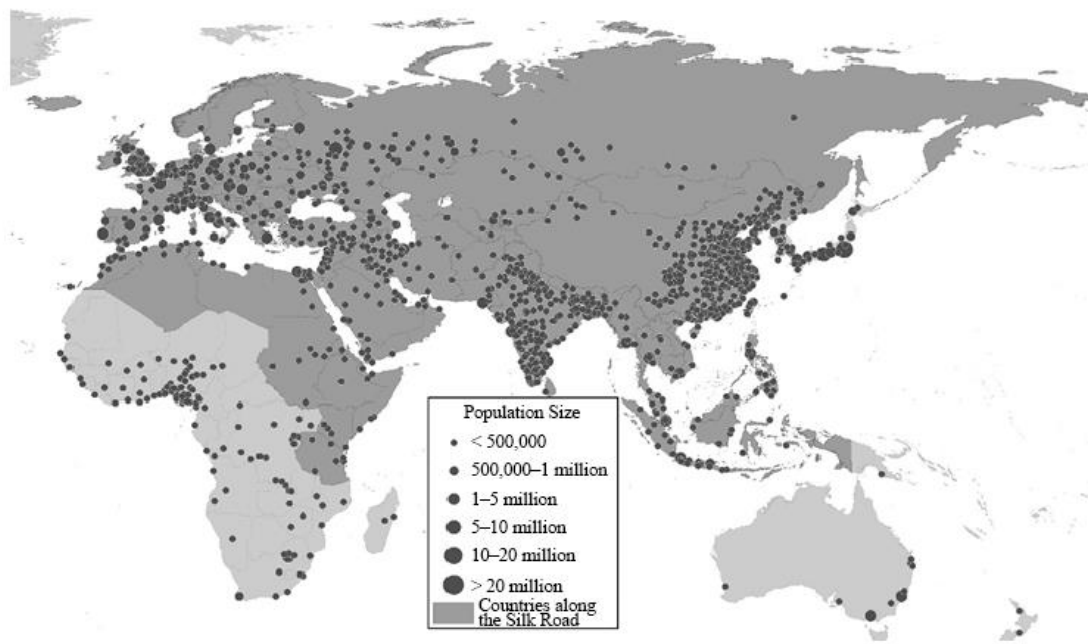 Population Size
< 500,000
500,000–1 million
1–5 million
5–10 million
10–20 million
> 20 million
Countries along
the Silk Road